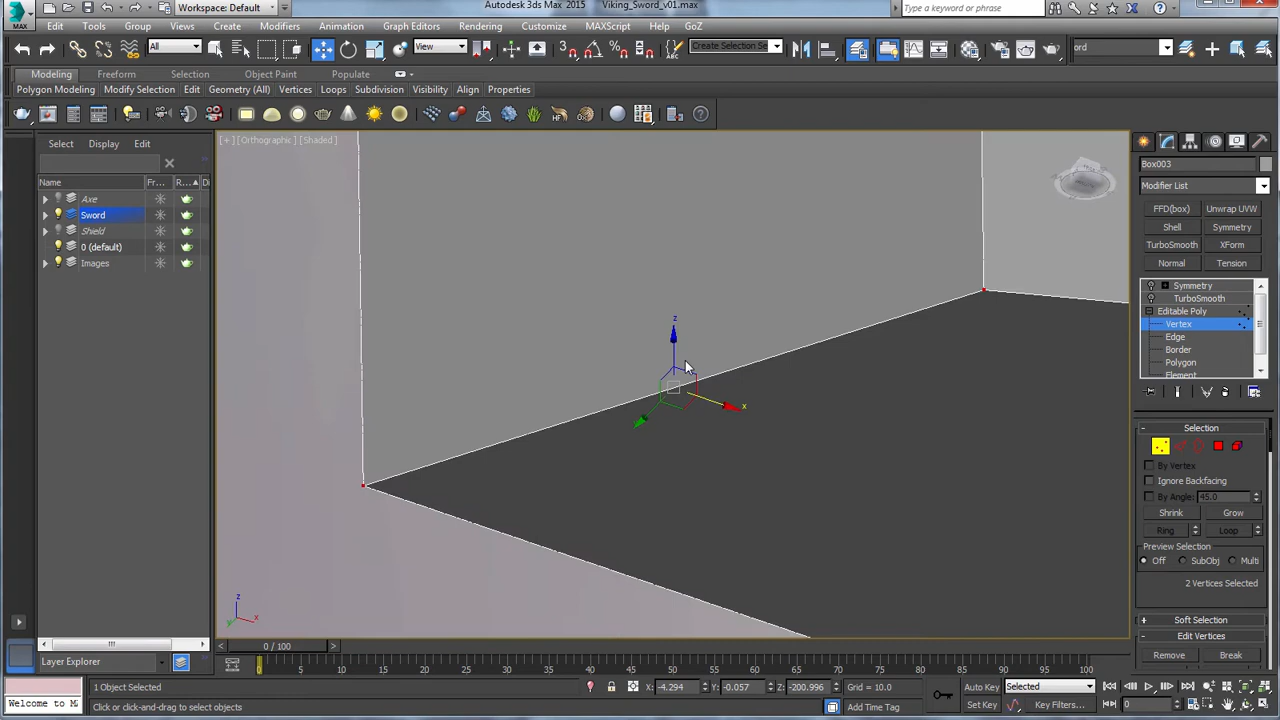 Workspace: Default
Autodesk 3ds Max 2015
Viking_Sword_v01.max
Type a keyword or phrase
MAX
Edit Tools Group Views Create Modifiers Animation Graph Editors Rendering Customize MAXScript Help GoZ
All View Create Selection Se ord
Modeling Freeform Selection Object Paint Populate
Polygon Modeling Modify Selection Edit Geometry (All) Vertices Loops Subdivision Visibility Align Properties
Select Display Edit
[+] [Orthographic] [Shaded]
Name Fr... R... Di
Axe
Sword
Shield
0 (default)
Images
Box003
Modifier List
FFD(box) Unwrap UVW
Shell Symmetry
TurboSmooth XForm
Normal Tension
Symmetry
TurboSmooth
Editable Poly
Vertex
Edge
Border
Polygon
Element
z
x
Selection
By Vertex
Ignore Backfacing
By Angle: 45.0
Shrink Grow
Ring Loop
Preview Selection
Off SubObj Multi
2 Vertices Selected
Soft Selection
Edit Vertices
Remove Break
z
x
y
0 / 100
Layer Explorer
0 5 10 15 20 25 30 35 40 45 50 55 60 65 70 75 80 85 90 95 100
1 Object Selected
X: -4.294 Y: -0.057 Z: -200.996 Grid = 10.0
Auto Key Selected
Welcome to M
Click or click-and-drag to select objects
Add Time Tag
Set Key Key Filters... 0